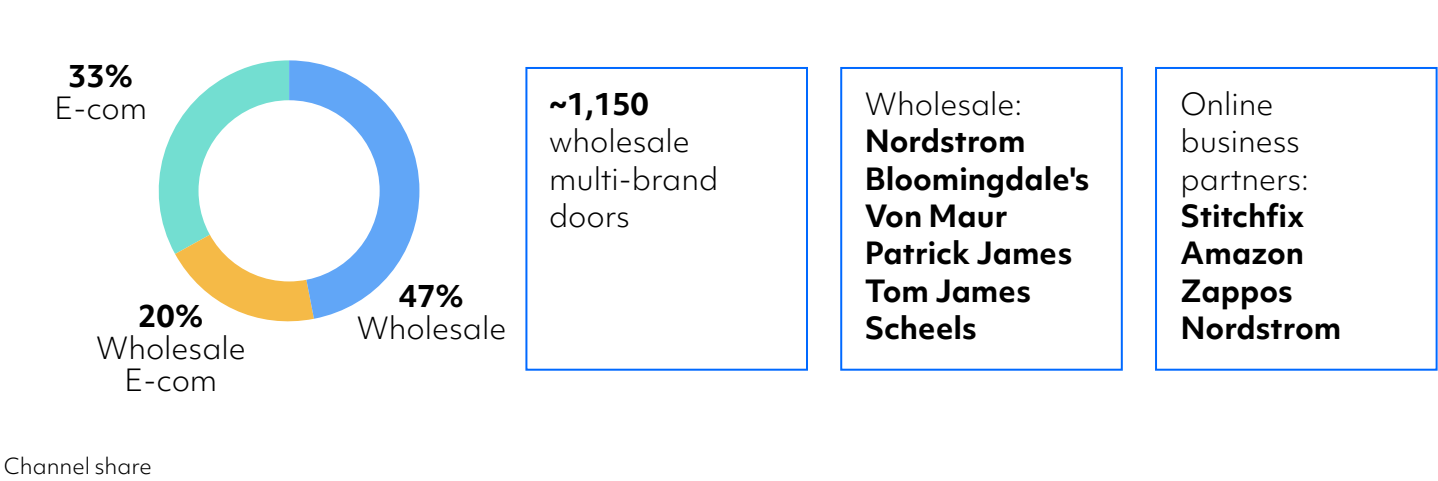 33%
E-com
20%
Wholesale
E-com
47%
Wholesale
~1,150
wholesale
multi-brand
doors
Wholesale:
Nordstrom
Bloomingdale's
Von Maur
Patrick James
Tom James
Scheels
Online
business
partners:
Stitchfix
Amazon
Zappos
Nordstrom
Channel share